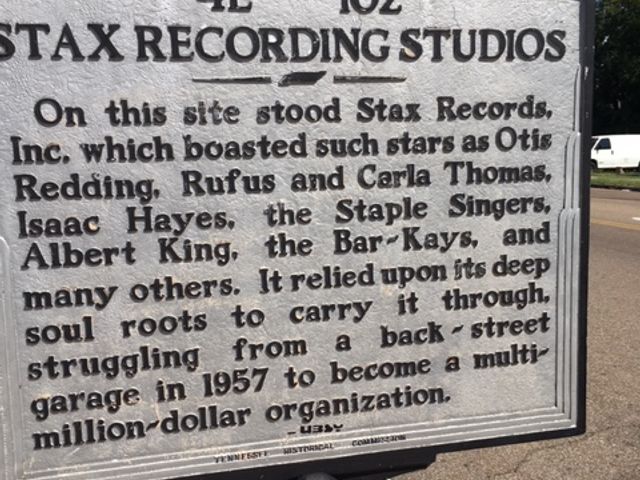 4E 102
STAX RECORDING STUDIOS
On this site stood Stax Records,
Inc. which boasted such stars as Otis
Redding, Rufus and Carla Thomas,
Isaac Hayes, the Staple Singers,
Albert King, the Bar-Kays, and
many others. It relied upon its deep
soul roots to carry it through,
struggling from a back-street
garage in 1957 to become a multi-
million-dollar organization.
TENNESSEE HISTORICAL COMMISSION